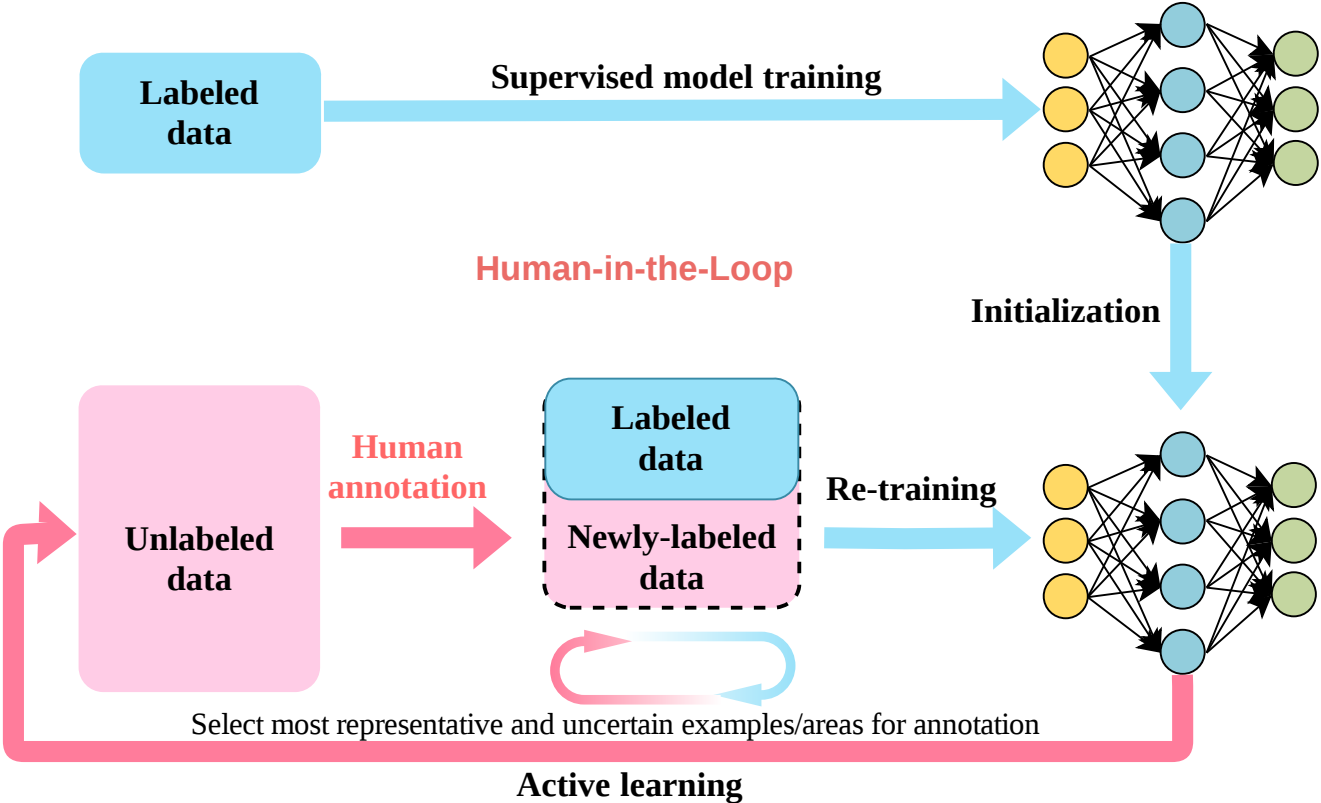 Supervised model training
Labeled
data
Human-in-the-Loop
Initialization
Human
annotation
Unlabeled
data
Labeled
data
Newly-labeled
data
Re-training
Select most representative and uncertain examples/areas for annotation
Active learning